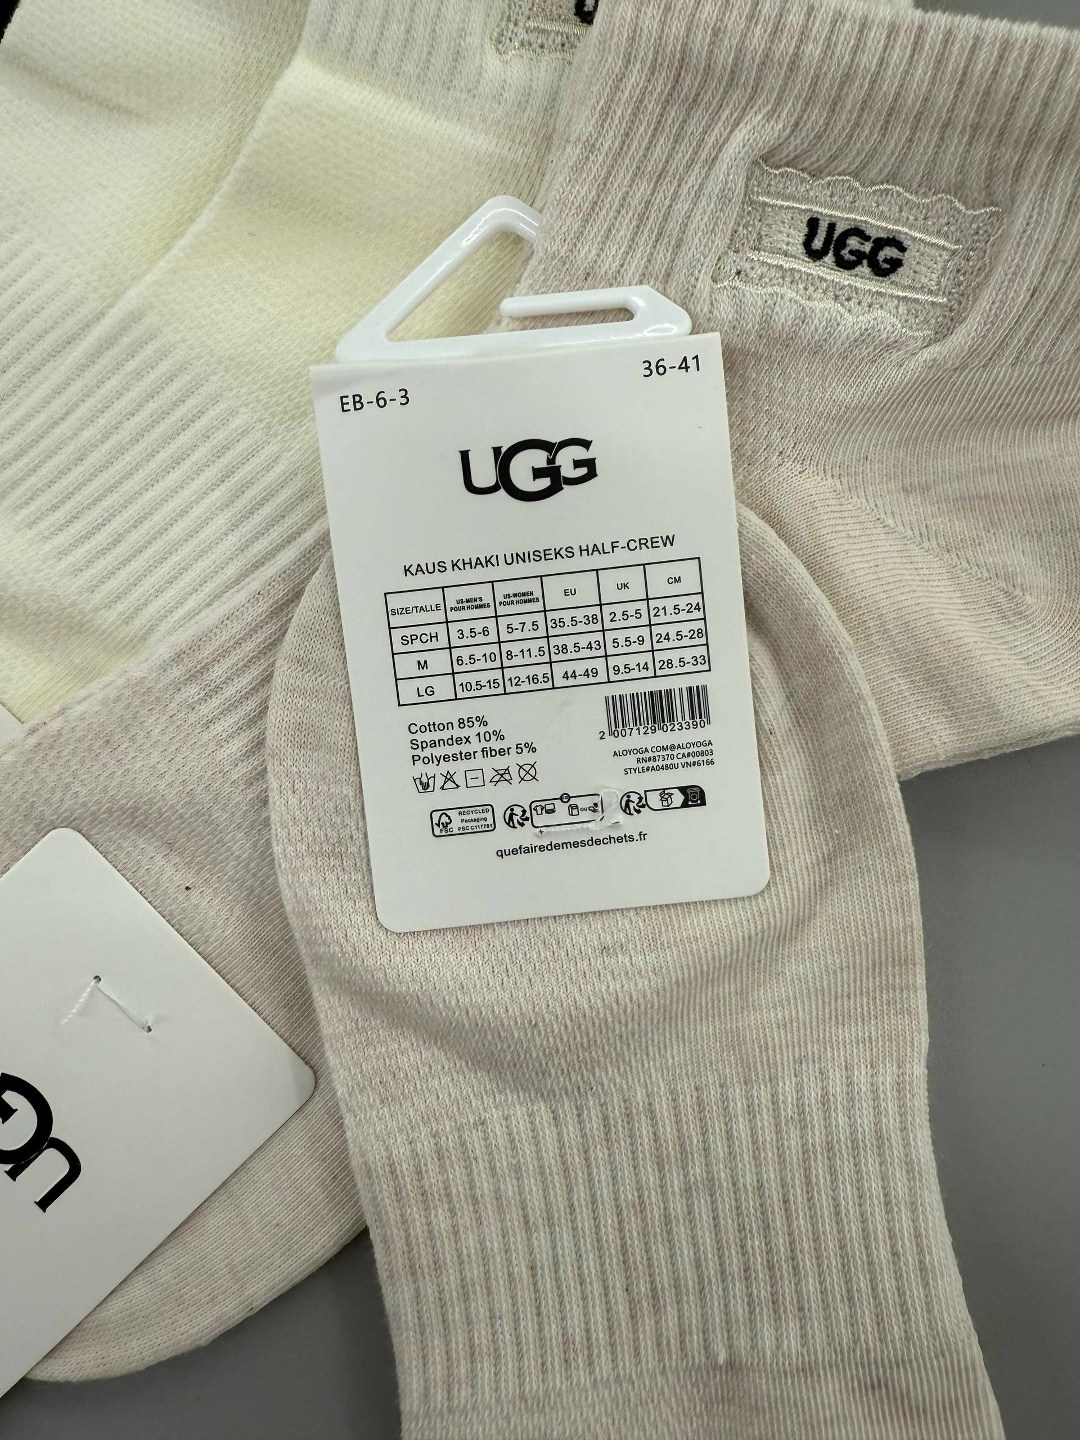 UGG
EB-6-3
36-41
UGG
KAUS KHAKI UNISEKS HALF-CREW
SIZE/TALLE US-MEN'S POUR HOMMES US-WOMEN POUR HOMMES EU UK CM
SPCH 3.5-6 5-7.5 35.5-38 2.5-5 21.5-24
M 6.5-10 8-11.5 38.5-43 5.5-9 24.5-28
LG 10.5-15 12-16.5 44-49 9.5-14 28.5-33
Cotton 85%
Spandex 10%
Polyester fiber 5%
2 007129 023390
ALOYOGA COM@ALOYOGA
RN#87370 CA#00803
STYLE#A0480U VN#6166
FSC
RECYCLED
Packaging
FSC C117781
OU
quefairedemesdechets.fr
UG